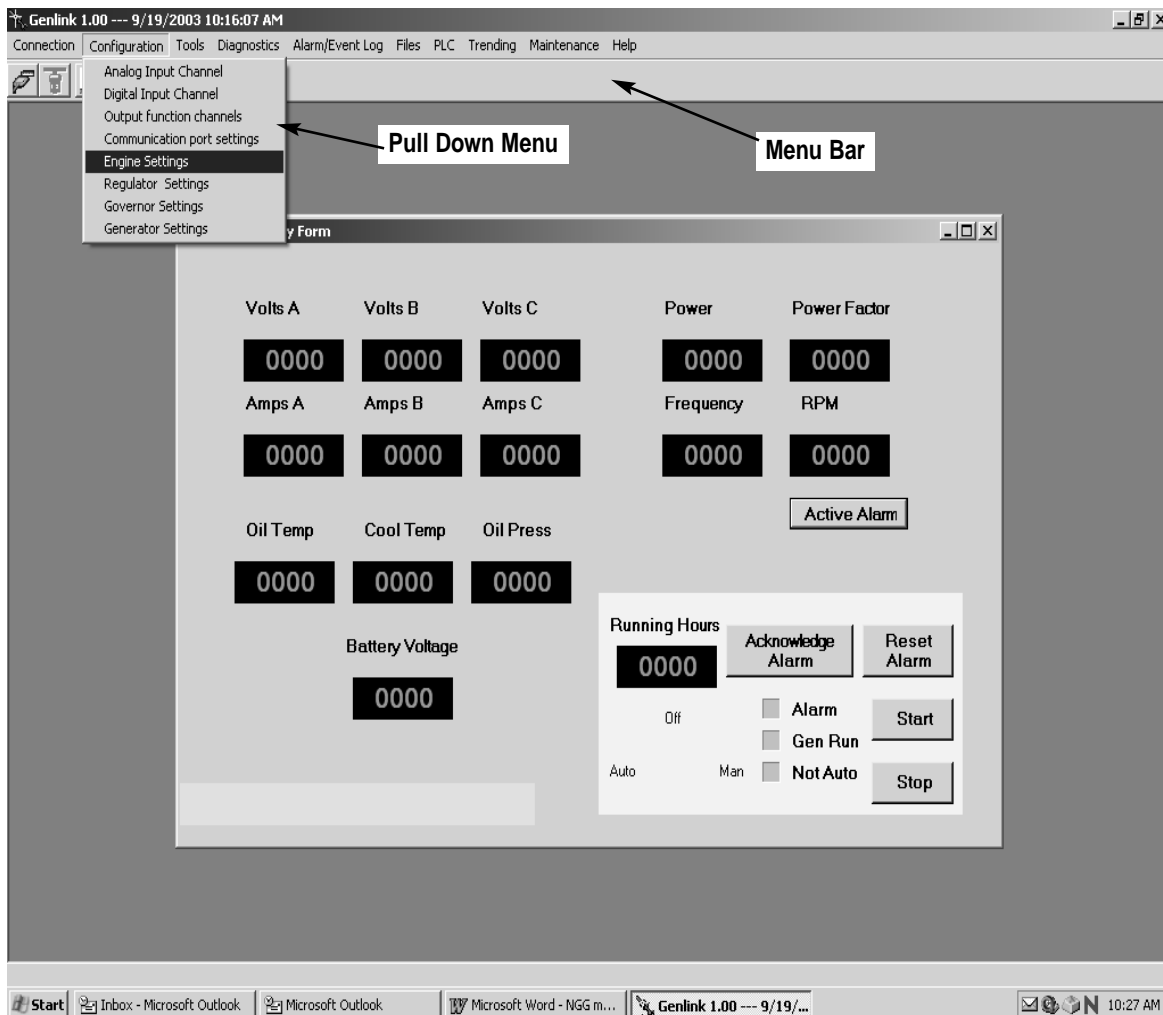 Genlink 1.00 --- 9/19/2003 10:16:07 AM
Connection Configuration Tools Diagnostics Alarm/Event Log Files PLC Trending Maintenance Help
Analog Input Channel
Digital Input Channel
Output function channels
Communication port settings
Engine Settings
Regulator Settings
Governor Settings
Generator Settings
Pull Down Menu
Menu Bar
y Form
Volts A Volts B Volts C Power Power Factor
0000 0000 0000 0000 0000
Amps A Amps B Amps C Frequency RPM
0000 0000 0000 0000 0000
Active Alarm
Oil Temp Cool Temp Oil Press
0000 0000 0000
Battery Voltage
0000
Running Hours
0000
Acknowledge Alarm
Reset Alarm
Off
Auto Man
Alarm
Gen Run
Not Auto
Start
Stop
Start Inbox - Microsoft Outlook Microsoft Outlook Microsoft Word - NGG m... Genlink 1.00 --- 9/19/... 10:27 AM